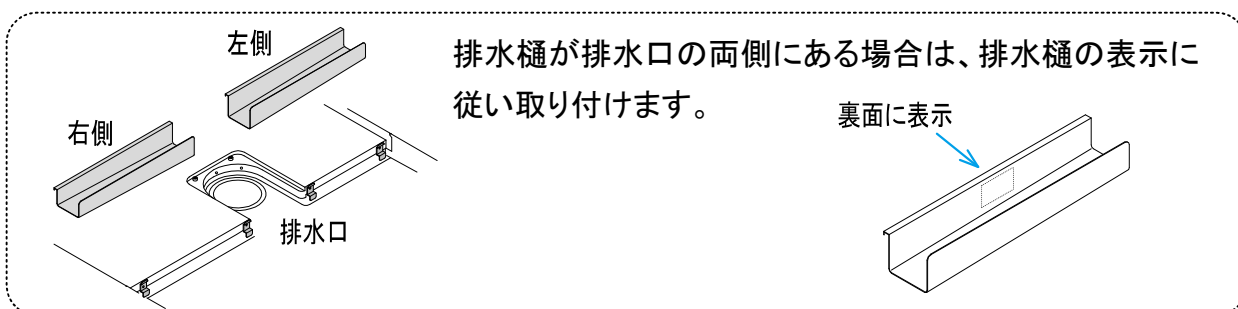 左側
右側
排水口
排水樋が排水口の両側にある場合は、排水樋の表示に
従い取り付けます。
裏面に表示